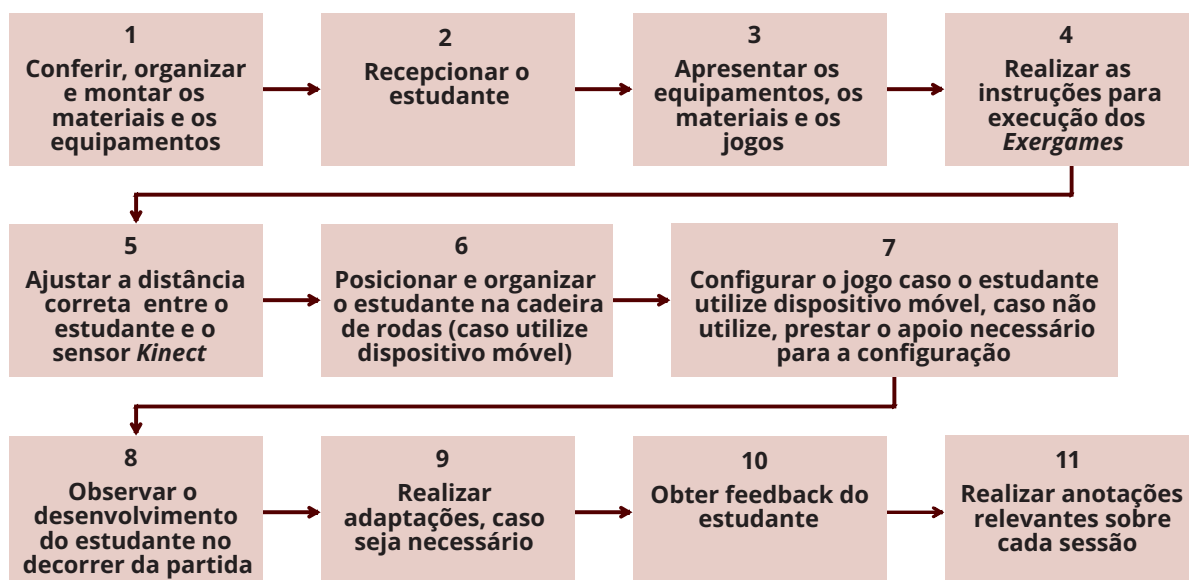 1
Conferir, organizar
e montar os
materiais e os
equipamentos
2
Recepcionar o
estudante
3
Apresentar os
equipamentos, os
materiais e os
jogos
4
Realizar as
instruções para
execução dos
Exergames
5
Ajustar a distância
correta entre o
estudante e o
sensor Kinect
6
Posicionar e organizar
o estudante na cadeira
de rodas (caso utilize
dispositivo móvel)
7
Configurar o jogo caso o estudante
utilize dispositivo móvel, caso não
utilize, prestar o apoio necessário
para a configuração
8
Observar o
desenvolvimento
do estudante no
decorrer da partida
9
Realizar
adaptações, caso
seja necessário
10
Obter feedback do
estudante
11
Realizar anotações
relevantes sobre
cada sessão